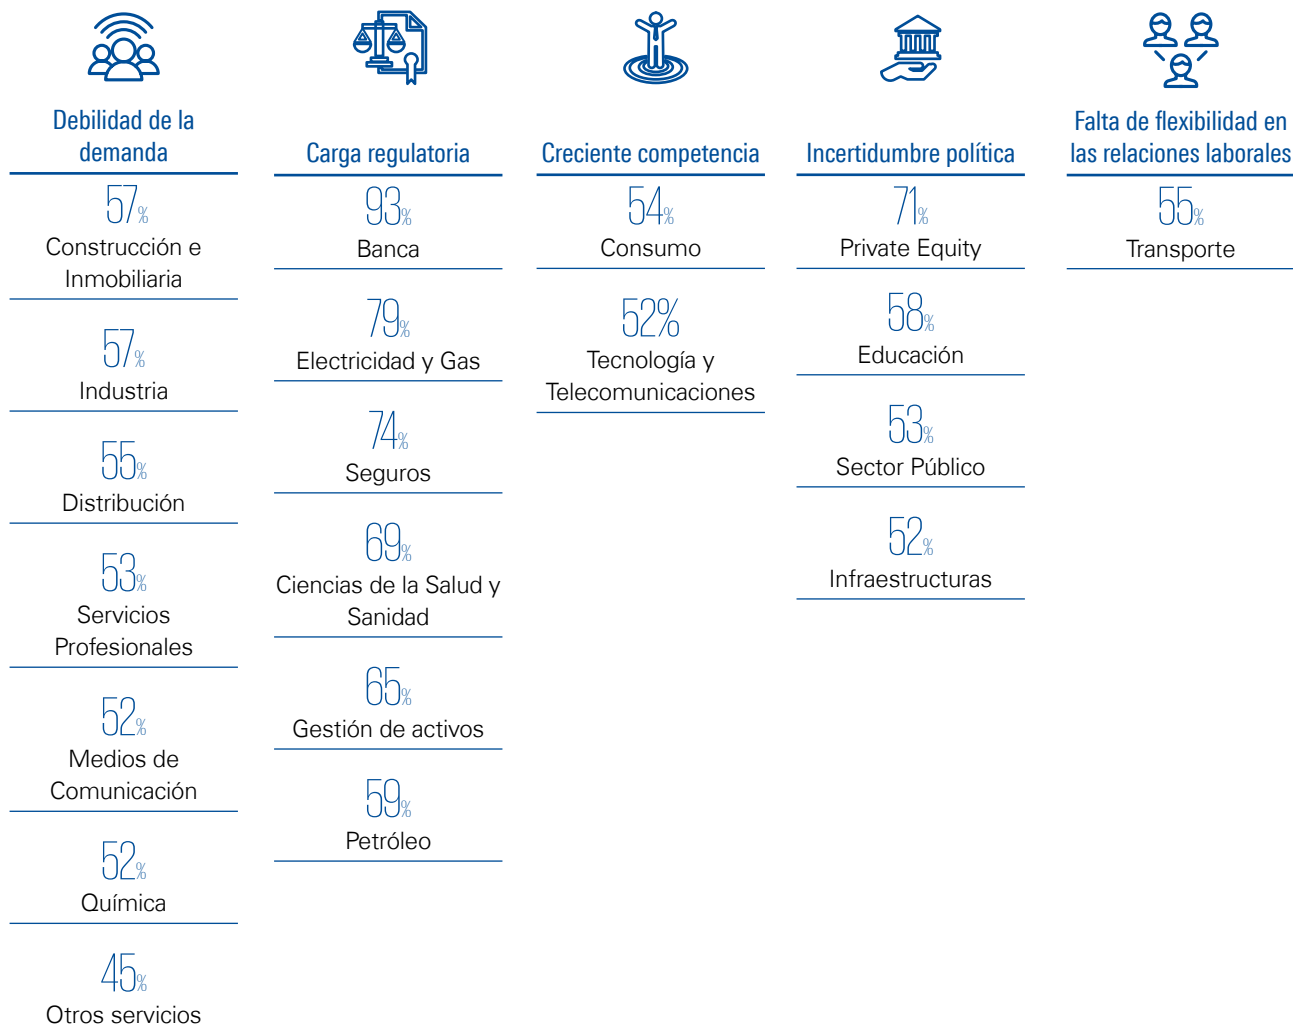 Debilidad de la
demanda
57%
Construcción e
Inmobiliaria
57%
Industria
55%
Distribución
53%
Servicios
Profesionales
52%
Medios de
Comunicación
52%
Química
45%
Otros servicios
Carga regulatoria
93%
Banca
79%
Electricidad y Gas
74%
Seguros
69%
Ciencias de la Salud y
Sanidad
65%
Gestión de activos
59%
Petróleo
Creciente competencia
54%
Consumo
52%
Tecnología y
Telecomunicaciones
Incertidumbre política
71%
Private Equity
58%
Educación
53%
Sector Público
52%
Infraestructuras
Falta de flexibilidad en
las relaciones laborales
55%
Transporte